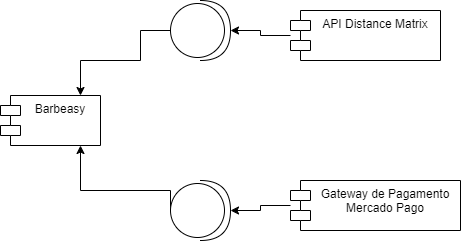 API Distance Matrix
Barbeasy
Gateway de Pagamento
Mercado Pago